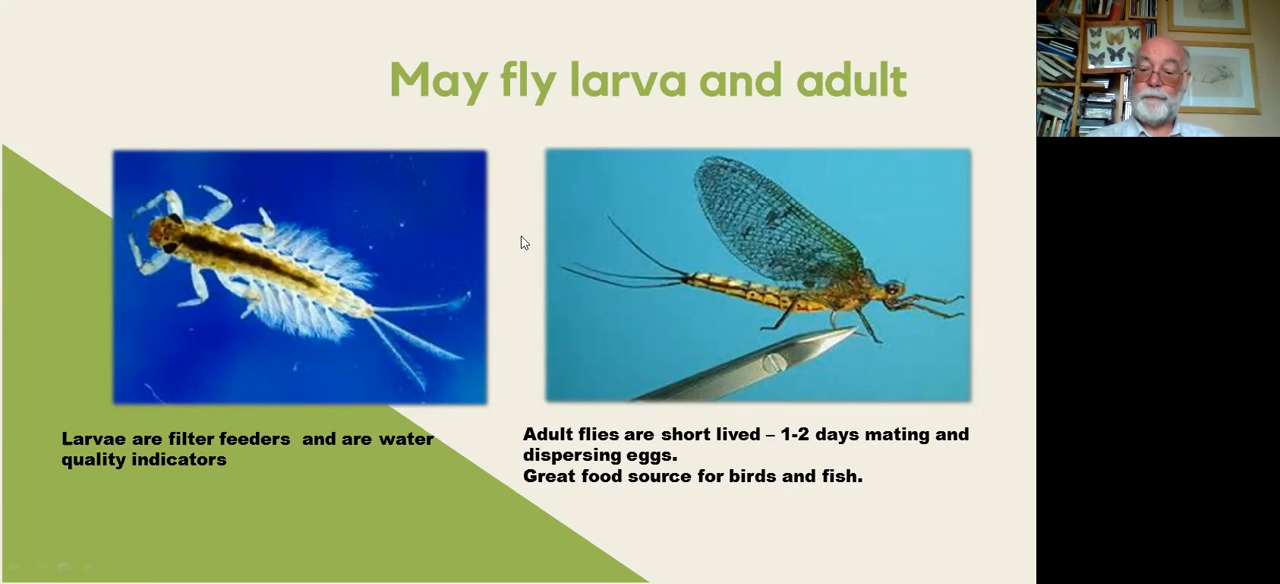 May fly larva and adult
Larvae are filter feeders  and are water
quality indicators
Adult flies are short lived – 1-2 days mating and
dispersing eggs.
Great food source for birds and fish.